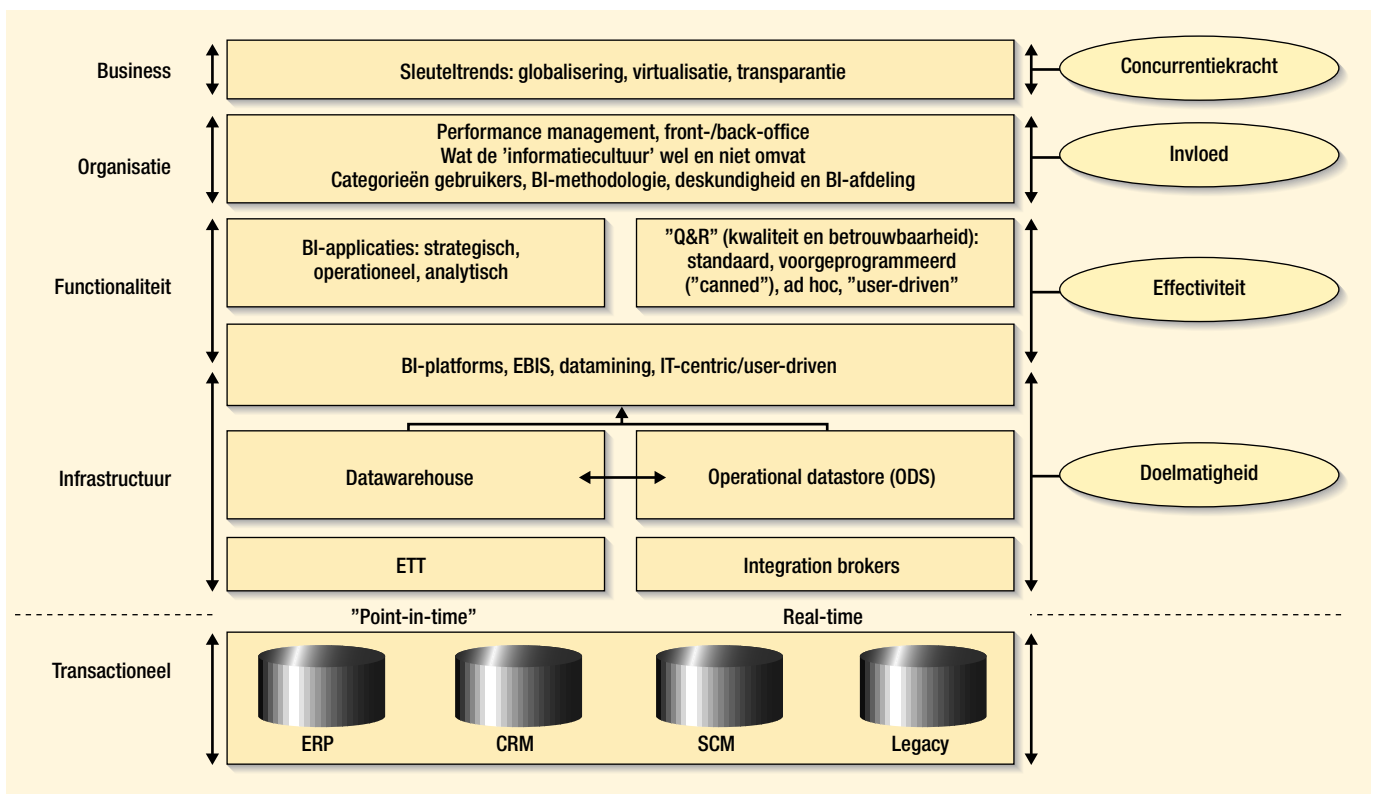 Business
Sleuteltrends: globalisering, virtualisatie, transparantie
Concurrentiekracht
Organisatie
Performance management, front-/back-office
Wat de ’informatiecultuur’ wel en niet omvat
Categorieën gebruikers, BI-methodologie, deskundigheid en BI-afdeling
Invloed
Functionaliteit
BI-applicaties: strategisch,
operationeel, analytisch
”Q&R” (kwaliteit en betrouwbaarheid):
standaard, voorgeprogrammeerd
(”canned”), ad hoc, ”user-driven”
Effectiviteit
BI-platforms, EBIS, datamining, IT-centric/user-driven
Infrastructuur
Datawarehouse
Operational datastore (ODS)
Doelmatigheid
ETT
Integration brokers
”Point-in-time”
Real-time
Transactioneel
ERP
CRM
SCM
Legacy